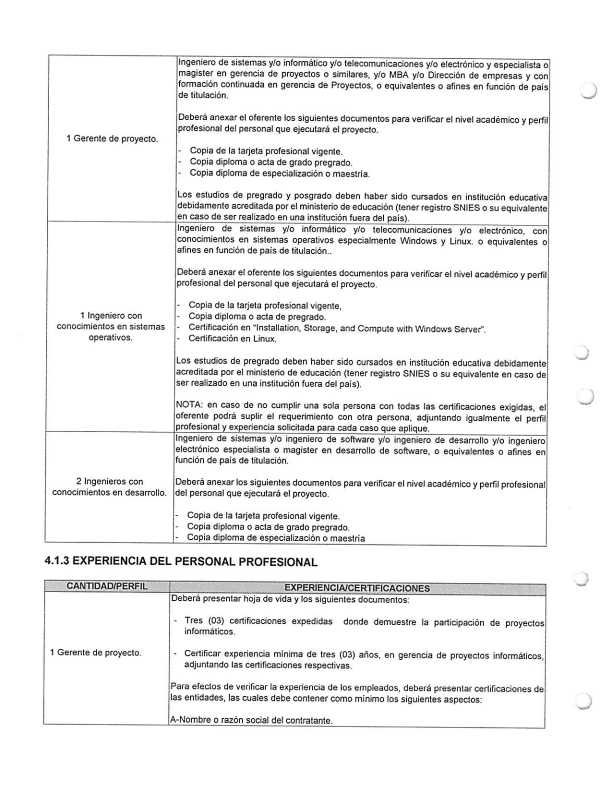 Ingeniero de sistemas y/o informático y/o telecomunicaciones y/o electrónico y especialista o
magister en gerencia de proyectos o similares, y/o MBA y/o Dirección de empresas y con
formación continuada en gerencia de Proyectos, o equivalentes o afines en función de país
de titulación.
Deberá anexar el oferente los siguientes documentos para verificar el nivel académico y perfil
profesional del personal que ejecutará el proyecto.
1 Gerente de proyecto.
- Copia de la tarjeta profesional vigente.
- Copia diploma o acta de grado pregrado.
- Copia diploma de especialización o maestría.
Los estudios de pregrado y posgrado deben haber sido cursados en institución educativa
debidamente acreditada por el ministerio de educación (tener registro SNIES o su equivalente
en caso de ser realizado en una institución fuera del país).
Ingeniero de sistemas y/o informático y/o telecomunicaciones y/o electrónico, con
conocimientos en sistemas operativos especialmente Windows y Linux. o equivalentes o
afines en función de país de titulación..
Deberá anexar el oferente los siguientes documentos para verificar el nivel académico y perfil
profesional del personal que ejecutará el proyecto.
1 Ingeniero con
conocimientos en sistemas
operativos.
- Copia de la tarjeta profesional vigente,
- Copia diploma o acta de pregrado.
- Certificación en “Installation, Storage, and Compute with Windows Server”.
- Certificación en Linux.
Los estudios de pregrado deben haber sido cursados en institución educativa debidamente
acreditada por el ministerio de educación (tener registro SNIES o su equivalente en caso de
ser realizado en una institución fuera del país).
NOTA: en caso de no cumplir una sola persona con todas las certificaciones exigidas, el
oferente podrá suplir el requerimiento con otra persona, adjuntando igualmente el perfil
profesional y experiencia solicitada para cada caso que aplique.
Ingeniero de sistemas y/o ingeniero de software y/o ingeniero de desarrollo y/o ingeniero
electrónico especialista o magister en desarrollo de software, o equivalentes o afines en
función de país de titulación.
2 Ingenieros con
conocimientos en desarrollo.
Deberá anexar los siguientes documentos para verificar el nivel académico y perfil profesional
del personal que ejecutará el proyecto.
- Copia de la tarjeta profesional vigente.
- Copia diploma o acta de grado pregrado.
- Copia diploma de especialización o maestría
4.1.3 EXPERIENCIA DEL PERSONAL PROFESIONAL
CANTIDAD/PERFIL EXPERIENCIA/CERTIFICACIONES
Deberá presentar hoja de vida y los siguientes documentos:
- Tres (03) certificaciones expedidas donde demuestre la participación de proyectos
informáticos.
1 Gerente de proyecto.
- Certificar experiencia mínima de tres (03) años, en gerencia de proyectos informáticos,
adjuntando las certificaciones respectivas.
Para efectos de verificar la experiencia de los empleados, deberá presentar certificaciones de
las entidades, las cuales debe contener como mínimo los siguientes aspectos:
A-Nombre o razón social del contratante.